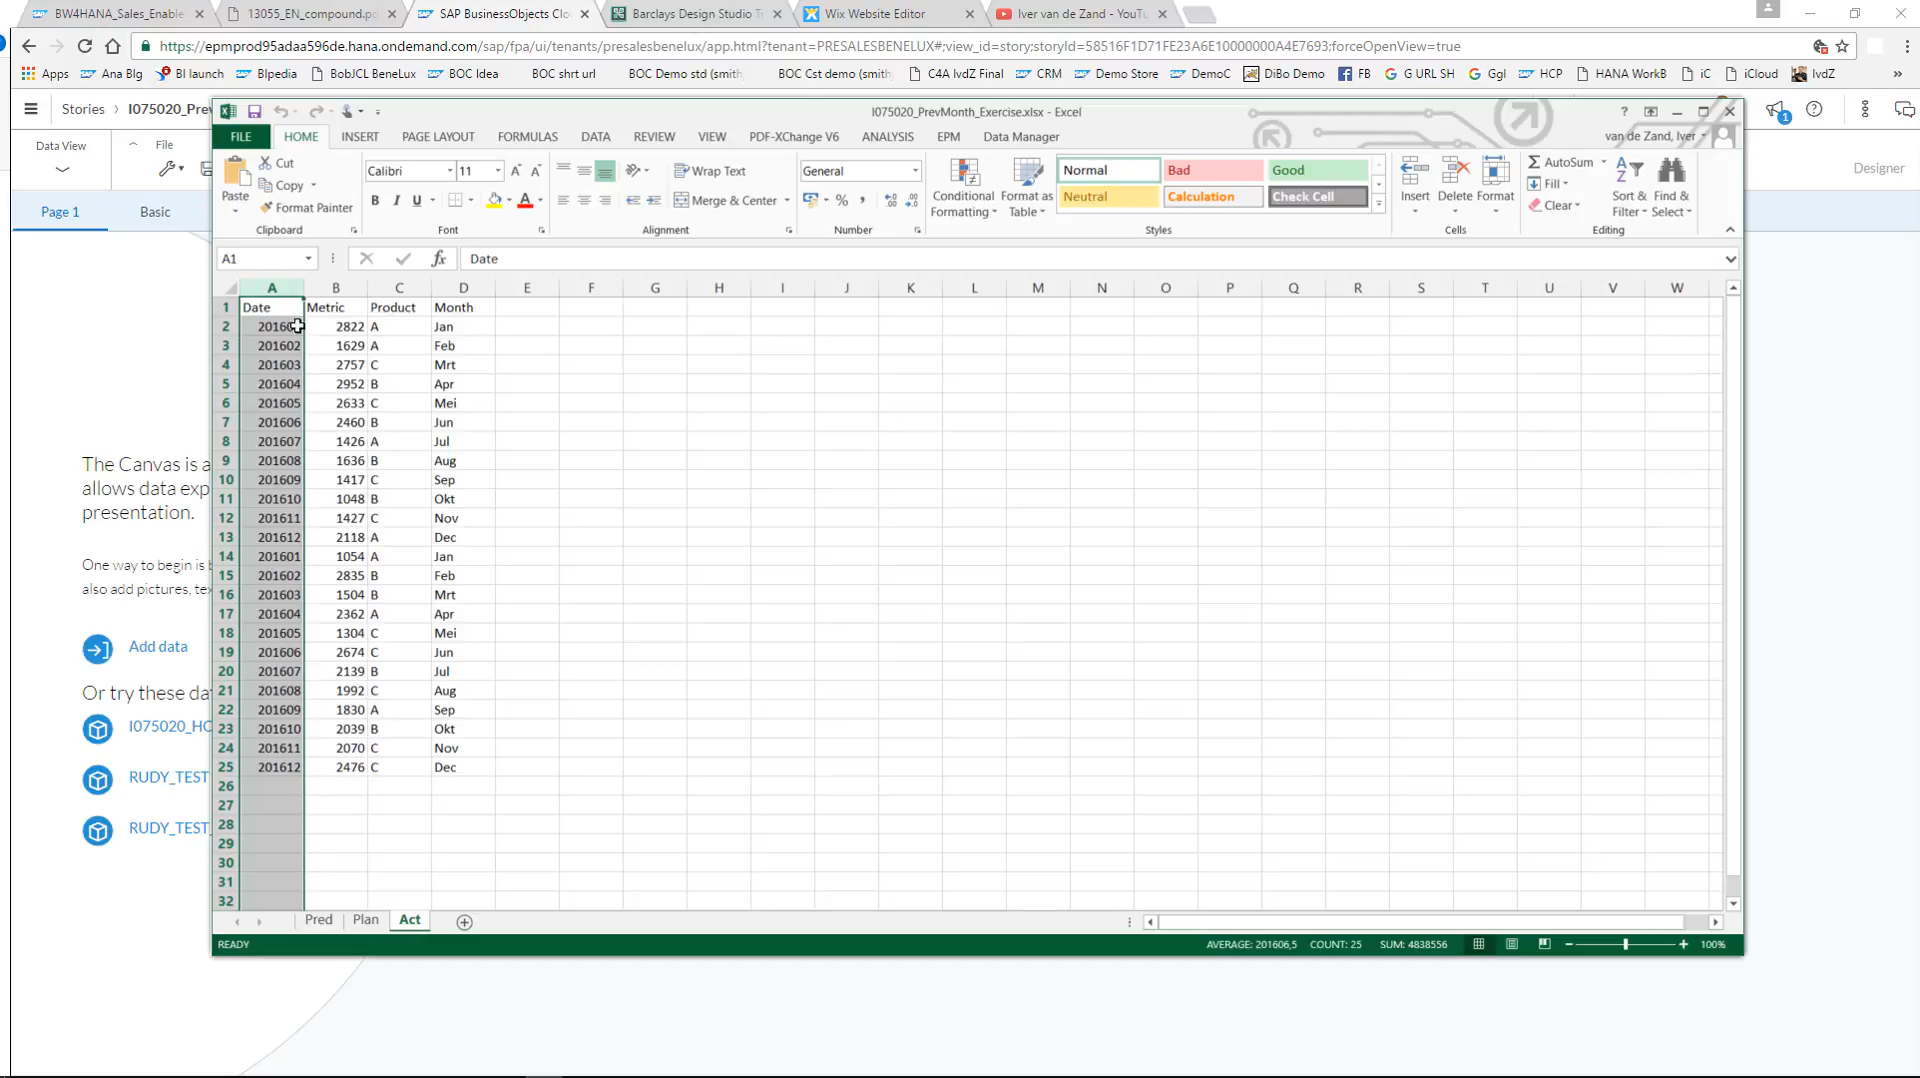 BW4HANA_Sales_Enable
13055_EN_compound.pd
SAP BusinessObjects Clo
Barclays Design Studio Tr
Wix Website Editor
Iver van de Zand - YouTu
https://epmprod95adaa596de.hana.ondemand.com/sap/fpa/ui/tenants/presalesbenelux/app.html?tenant=PRESALESBENELUX#;view_id=story;storyId=58516F1D71FE23A6E10000000A4E7693;forceOpenView=true
Apps Ana Blg BI launch BIpedia BobJCL BeneLux BOC Idea BOC shrt url BOC Demo std (smith BOC Cst demo (smith C4A IvdZ Final CRM Demo Store DemoC DiBo Demo FB G URL SH Ggl HCP HANA WorkB iC iCloud IvdZ »
Stories > I075020_Prev
I075020_PrevMonth_Exercise.xlsx - Excel
FILE HOME INSERT PAGE LAYOUT FORMULAS DATA REVIEW VIEW PDF-XChange V6 ANALYSIS EPM Data Manager
van de Zand, Iver
Data View
File
Designer
Page 1
Basic
Paste
Cut
Copy
Format Painter
Clipboard
Calibri 11
B I U
Font
Wrap Text
Merge & Center
Alignment
General
%
Number
Conditional Formatting
Format as Table
Normal Bad Good
Neutral Calculation Check Cell
Styles
Insert Delete Format
Cells
AutoSum
Fill
Clear
Sort & Filter
Find & Select
Editing
A1 fx Date
A B C D E F G H I J K L M N O P Q R S T U V W
1 Date Metric Product Month
2 20160 2822 A Jan
3 201602 1629 A Feb
4 201603 2757 C Mrt
5 201604 2952 B Apr
6 201605 2633 C Mei
7 201606 2460 B Jun
8 201607 1426 A Jul
9 201608 1636 B Aug
10 201609 1417 C Sep
11 201610 1048 B Okt
12 201611 1427 C Nov
13 201612 2118 A Dec
14 201601 1054 A Jan
15 201602 2835 B Feb
16 201603 1504 B Mrt
17 201604 2362 A Apr
18 201605 1304 C Mei
19 201606 2674 C Jun
20 201607 2139 B Jul
21 201608 1992 C Aug
22 201609 1830 A Sep
23 201610 2039 B Okt
24 201611 2070 C Nov
25 201612 2476 C Dec
26
27
28
29
30
31
32
Pred Plan Act
READY
AVERAGE: 201606,5 COUNT: 25 SUM: 4838556
100%
The Canvas is a
allows data exp
presentation.
One way to begin is b
also add pictures, te
Add data
Or try these da
I075020_HC
RUDY_TEST
RUDY_TEST_